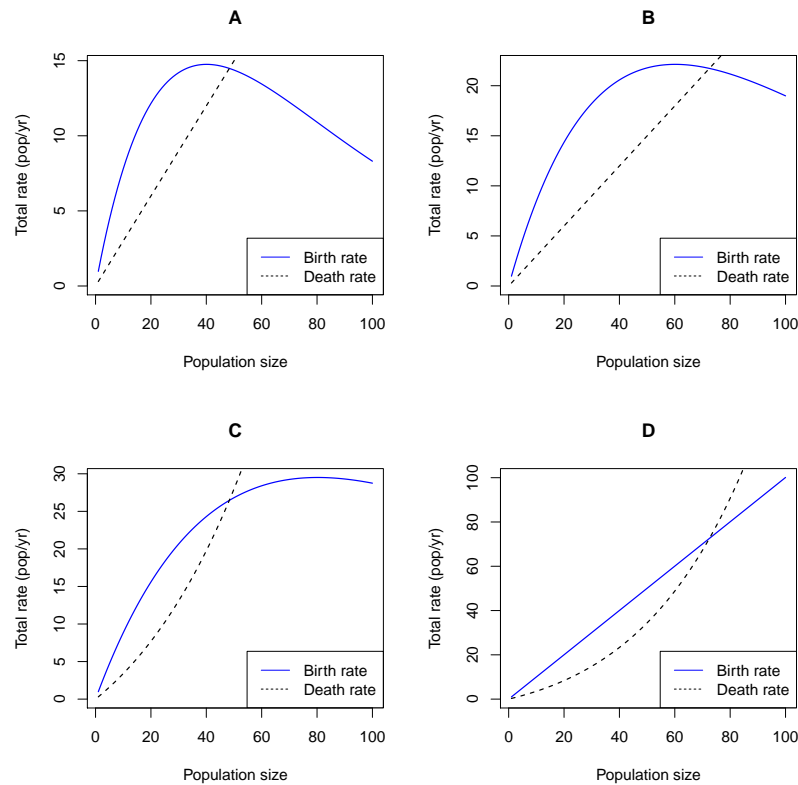 A
Total rate (pop/yr)
15
10
5
0
Birth rate
Death rate
0 20 40 60 80 100
Population size
B
Total rate (pop/yr)
20
15
10
5
0
Birth rate
Death rate
0 20 40 60 80 100
Population size
C
Total rate (pop/yr)
30
25
20
15
10
5
0
Birth rate
Death rate
0 20 40 60 80 100
Population size
D
Total rate (pop/yr)
100
80
60
40
20
0
Birth rate
Death rate
0 20 40 60 80 100
Population size